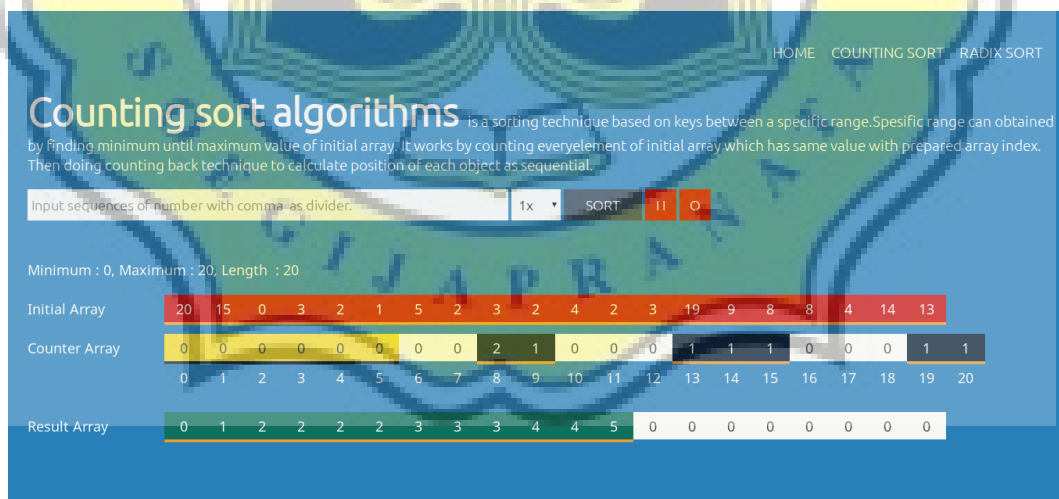 HOME COUNTING SORT RADIX SORT
Counting sort algorithms is a sorting technique based on keys between a specific range.Spesific range can obtained
by finding minimum until maximum value of initial array. It works by counting everyelement of initial array which has same value with prepared array index.
Then doing counting back technique to calculate position of each object as sequential.
Input sequences of number with comma as divider. 1x SORT
Minimum : 0, Maximum : 20, Length : 20
Initial Array 20 15 0 3 2 1 5 2 3 2 4 2 3 19 9 8 8 4 14 13
Counter Array 0 0 0 0 0 0 0 0 2 1 0 0 0 1 1 1 0 0 0 1 1
0 1 2 3 4 5 6 7 8 9 10 11 12 13 14 15 16 17 18 19 20
Result Array 0 1 2 2 2 2 3 3 3 4 4 5 0 0 0 0 0 0 0 0